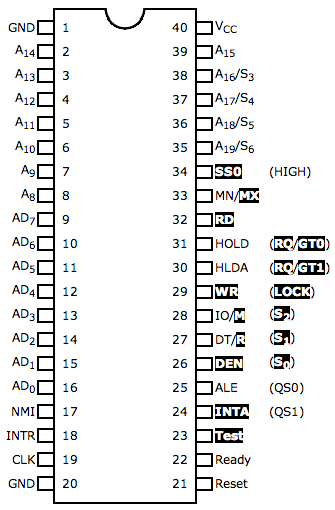 GND 1 40 VCC
A14 2 39 A15
A13 3 38 A16/S3
A12 4 37 A17/S4
A11 5 36 A18/S5
A10 6 35 A19/S6
A9 7 34 SS0 (HIGH)
A8 8 33 MN/MX
AD7 9 32 RD
AD6 10 31 HOLD (RQ/GT0)
AD5 11 30 HLDA (RQ/GT1)
AD4 12 29 WR (LOCK)
AD3 13 28 IO/M (S2)
AD2 14 27 DT/R (S1)
AD1 15 26 DEN (S0)
AD0 16 25 ALE (QS0)
NMI 17 24 INTA (QS1)
INTR 18 23 Test
CLK 19 22 Ready
GND 20 21 Reset